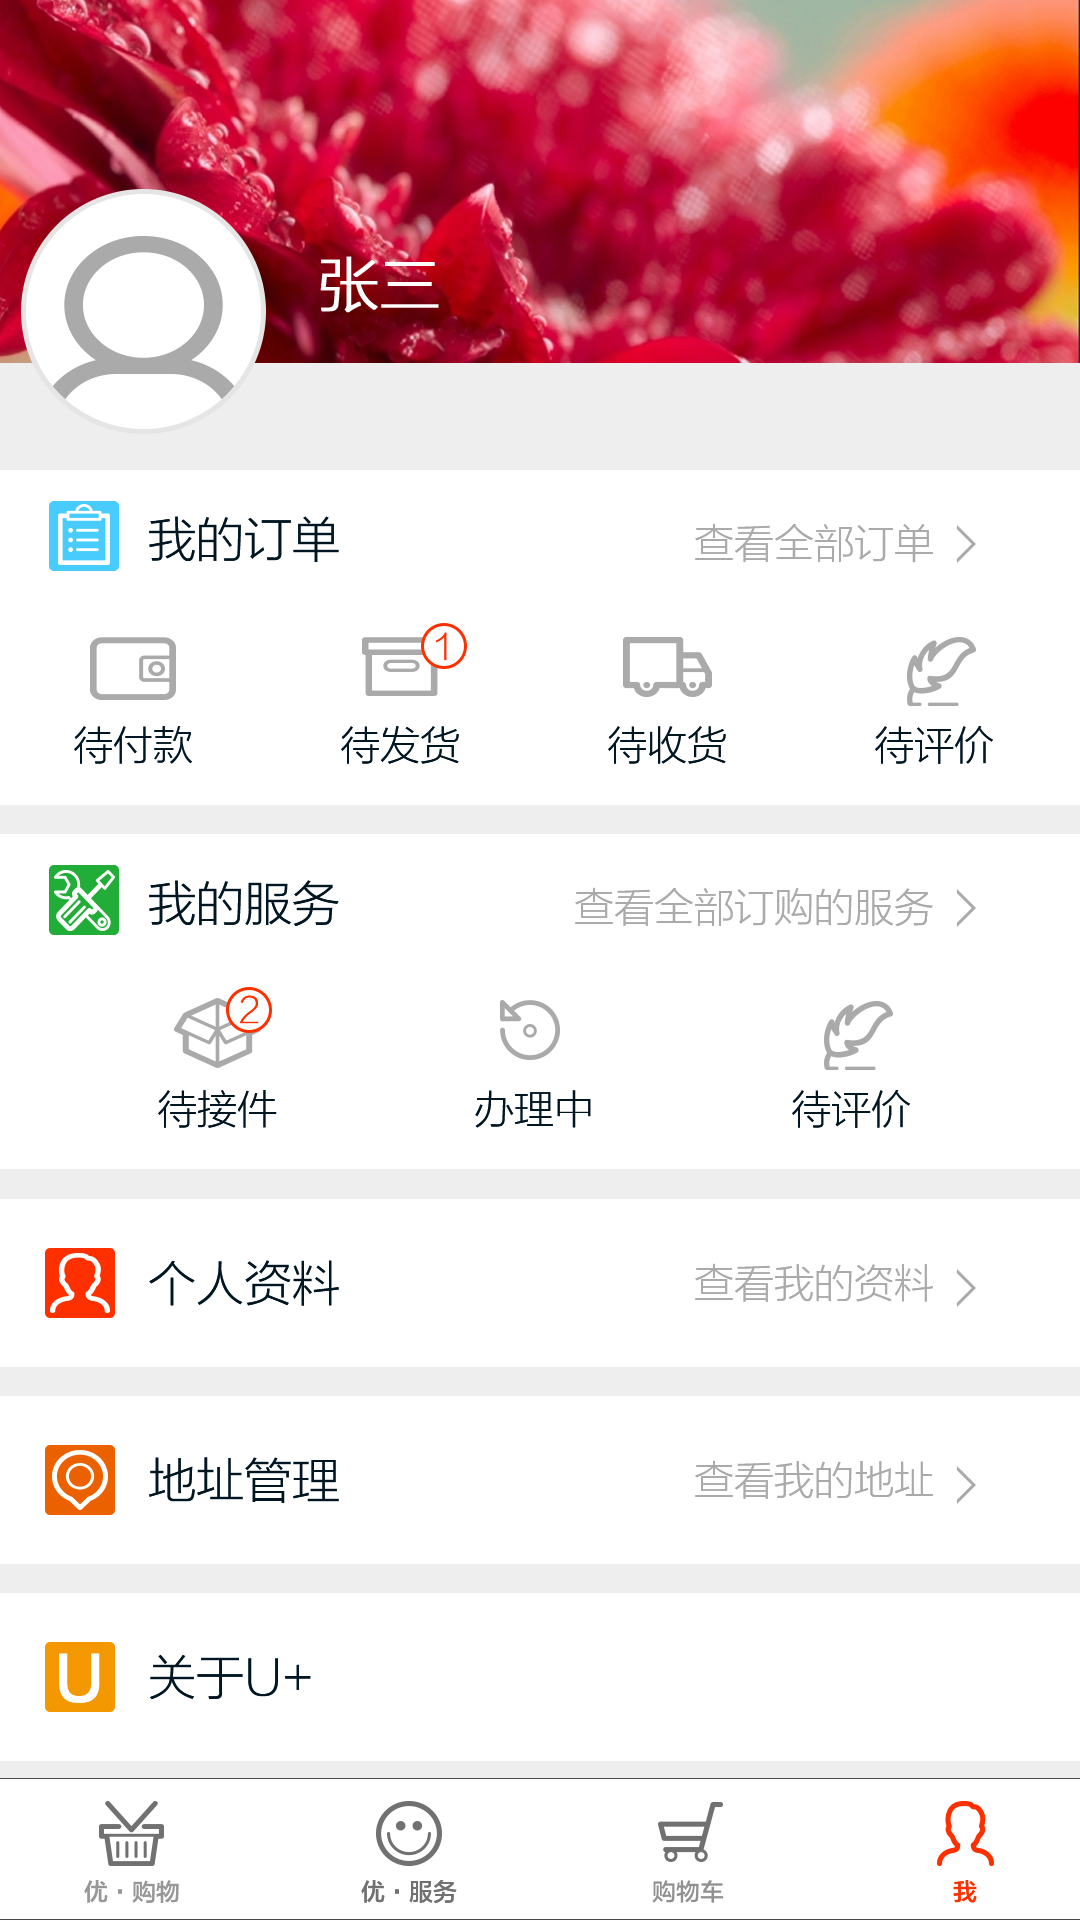 张三
我的订单 查看全部订单
1
待付款 待发货 待收货 待评价
我的服务 查看全部订购的服务
2
待接件 办理中 待评价
个人资料 查看我的资料
地址管理 查看我的地址
U 关于U+
优·购物 优·服务 购物车 我